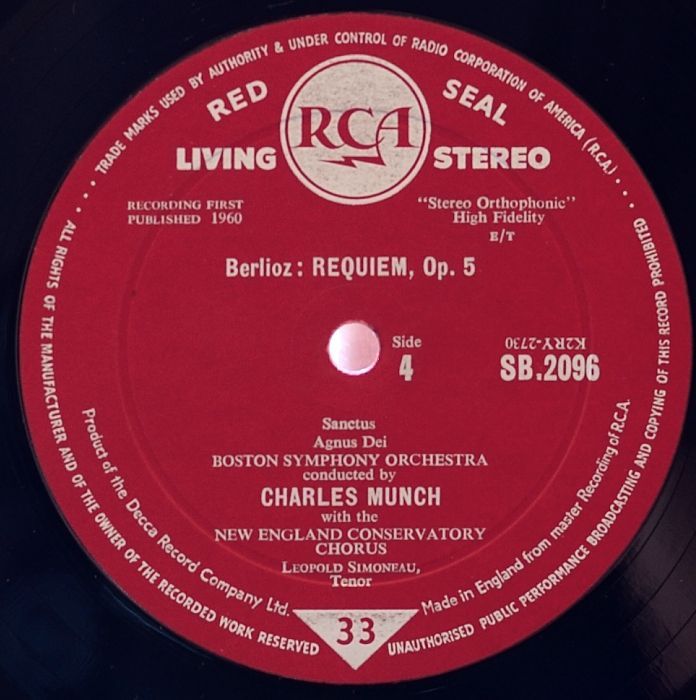 TRADE MARKS USED BY AUTHORITY & UNDER CONTROL OF RADIO CORPORATION OF AMERICA (R.C.A.)
RED SEAL
RCA
LIVING STEREO
RECORDING FIRST
PUBLISHED 1960
"Stereo Orthophonic"
High Fidelity
E/T
Berlioz: REQUIEM, Op. 5
Side
4
K2RY-2730
SB.2096
Sanctus
Agnus Dei
BOSTON SYMPHONY ORCHESTRA
conducted by
CHARLES MUNCH
with the
NEW ENGLAND CONSERVATORY
CHORUS
LEOPOLD SIMONEAU,
Tenor
Product of the Decca Record Company Ltd.
Made in England from master Recording of R.C.A.
33
ALL RIGHTS OF THE MANUFACTURER AND OF THE OWNER OF THE RECORDED WORK RESERVED
UNAUTHORISED PUBLIC PERFORMANCE BROADCASTING AND COPYING OF THIS RECORD PROHIBITED